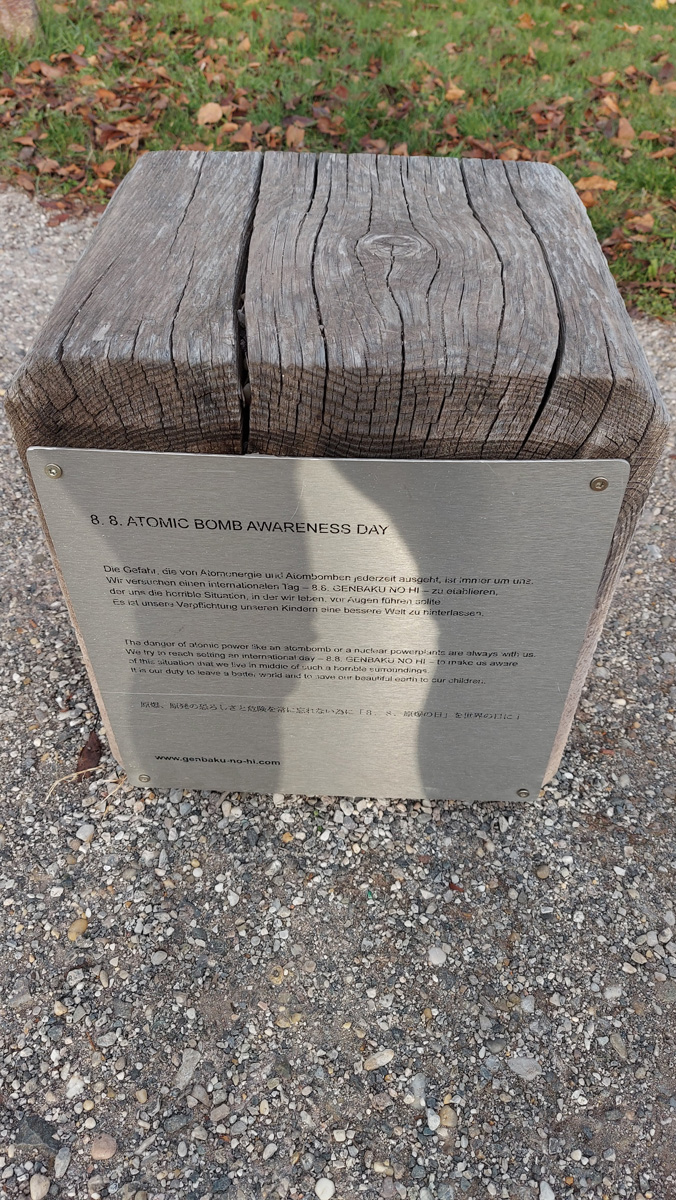 8. 8. ATOMIC BOMB AWARENESS DAY
Die Gefahr, die von Atomenergie und Atombomben jederzeit ausgeht, ist immer um uns.
Wir versuchen einen internationalen Tag – 8.8. GENBAKU NO HI – zu etablieren,
der uns die horrible Situation, in der wir leben, vor Augen führen sollte.
Es ist unsere Verpflichtung unseren Kindern eine bessere Welt zu hinterlassen.
The danger of atomic power like an atombomb or a nuclear powerplants are always with us.
We try to reach setting an international day – 8.8. GENBAKU NO HI – to make us aware
of this situation that we live in middle of such a horrible surroundings.
It is our duty to leave a better world and to our beautiful earth to our children.
原爆、原発の恐ろしさと危険を常に忘れない為に「8．8．原爆の日」を世界の日に！
www.genbaku-no-hi.com